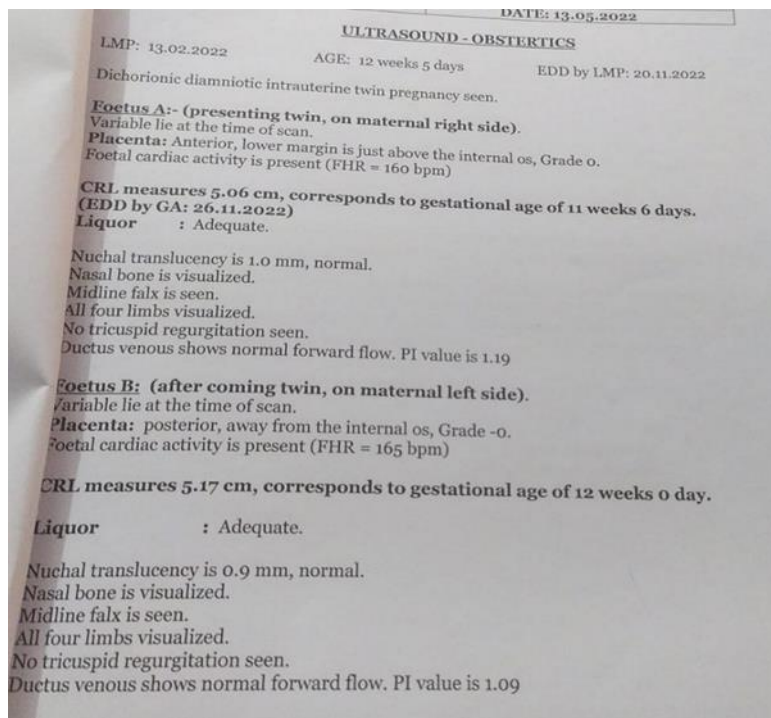 DATE: 13.05.2022
ULTRASOUND - OBSTERTICS
LMP: 13.02.2022 AGE: 12 weeks 5 days EDD by LMP: 20.11.2022
Dichorionic diamniotic intrauterine twin pregnancy seen.
Foetus A:- (presenting twin, on maternal right side).
Variable lie at the time of scan.
Placenta: Anterior, lower margin is just above the internal os, Grade 0.
Foetal cardiac activity is present (FHR = 160 bpm)
CRL measures 5.06 cm, corresponds to gestational age of 11 weeks 6 days.
(EDD by GA: 26.11.2022)
Liquor : Adequate.
Nuchal translucency is 1.0 mm, normal.
Nasal bone is visualized.
Midline falx is seen.
All four limbs visualized.
No tricuspid regurgitation seen.
Ductus venous shows normal forward flow. PI value is 1.19
Foetus B: (after coming twin, on maternal left side).
Variable lie at the time of scan.
Placenta: posterior, away from the internal os, Grade -0.
Foetal cardiac activity is present (FHR = 165 bpm)
CRL measures 5.17 cm, corresponds to gestational age of 12 weeks 0 day.
Liquor : Adequate.
Nuchal translucency is 0.9 mm, normal.
Nasal bone is visualized.
Midline falx is seen.
All four limbs visualized.
No tricuspid regurgitation seen.
Ductus venous shows normal forward flow. PI value is 1.09